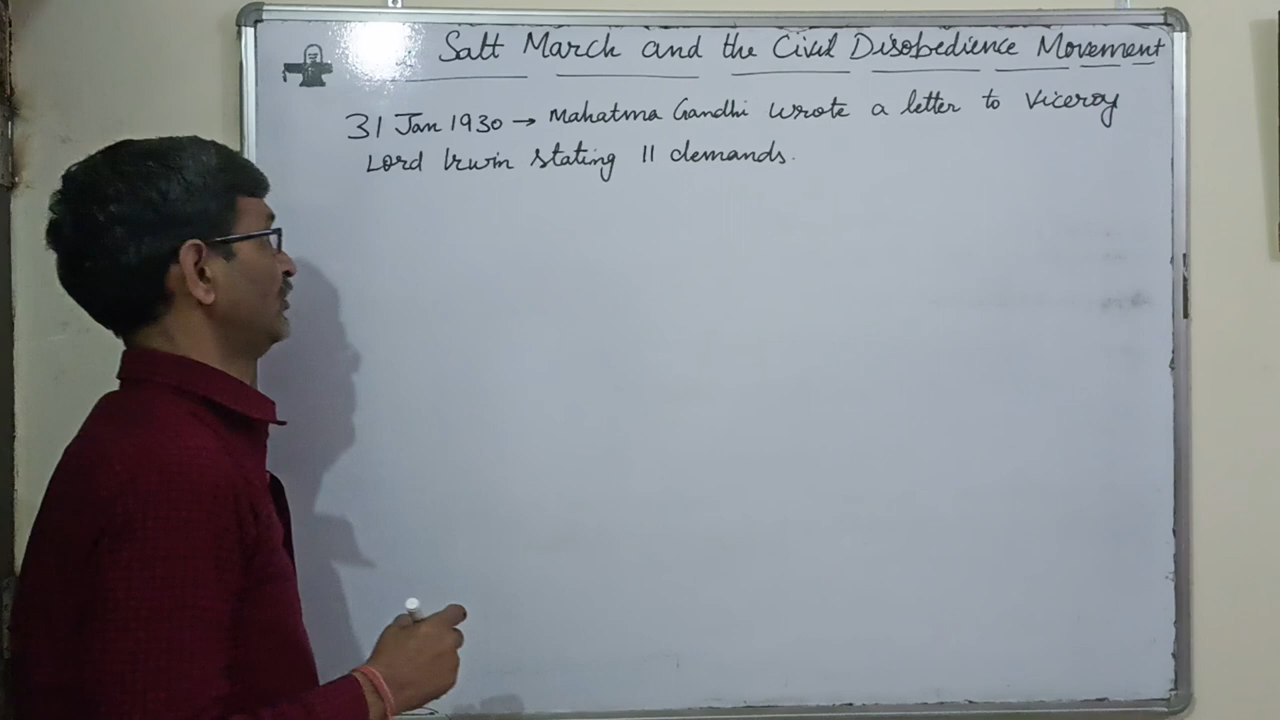 Salt March and the Civil Disobedience Movement
31 Jan 1930 → Mahatma Gandhi wrote a letter to Viceroy
Lord Irwin stating 11 demands.